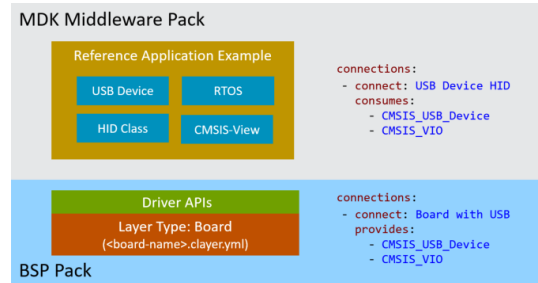 MDK Middleware Pack
Reference Application Example
USB Device
RTOS
HID Class
CMSIS-View
connections:
- connect: USB Device HID
consumes:
- CMSIS_USB_Device
- CMSIS_VIO
Driver APIs
Layer Type: Board
(<board-name>.clayer.yml)
BSP Pack
connections:
- connect: Board with USB
provides:
- CMSIS_USB_Device
- CMSIS_VIO